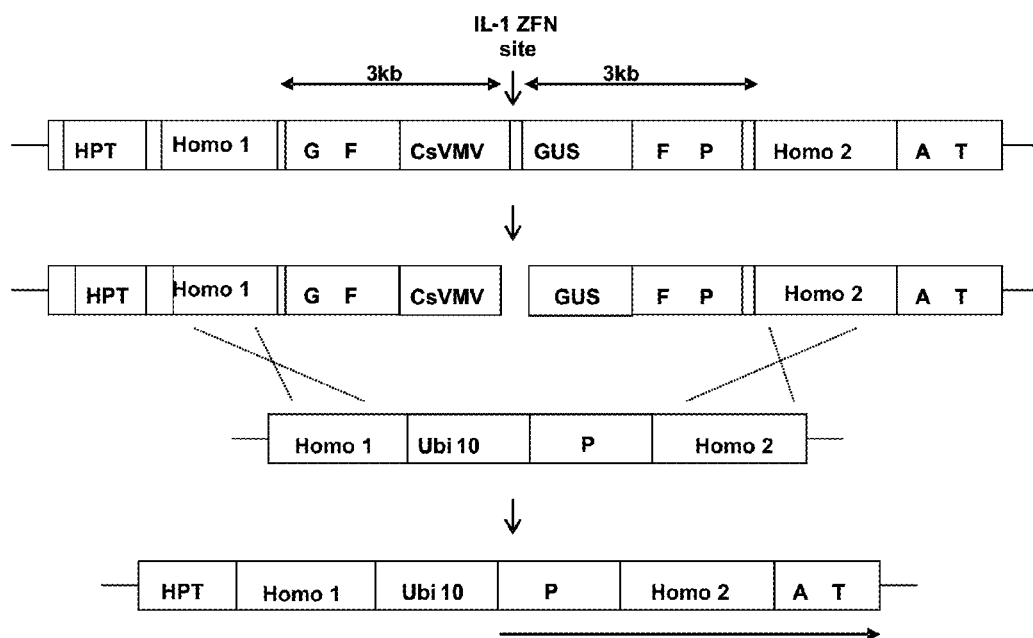 IL-1 ZFN
site
3kb 3kb
HPT Homo 1 G F CsVMV GUS F P Homo 2 A T
HPT Homo 1 G F CsVMV GUS F P Homo 2 A T
Homo 1 Ubi 10 P Homo 2
HPT Homo 1 Ubi 10 P Homo 2 A T